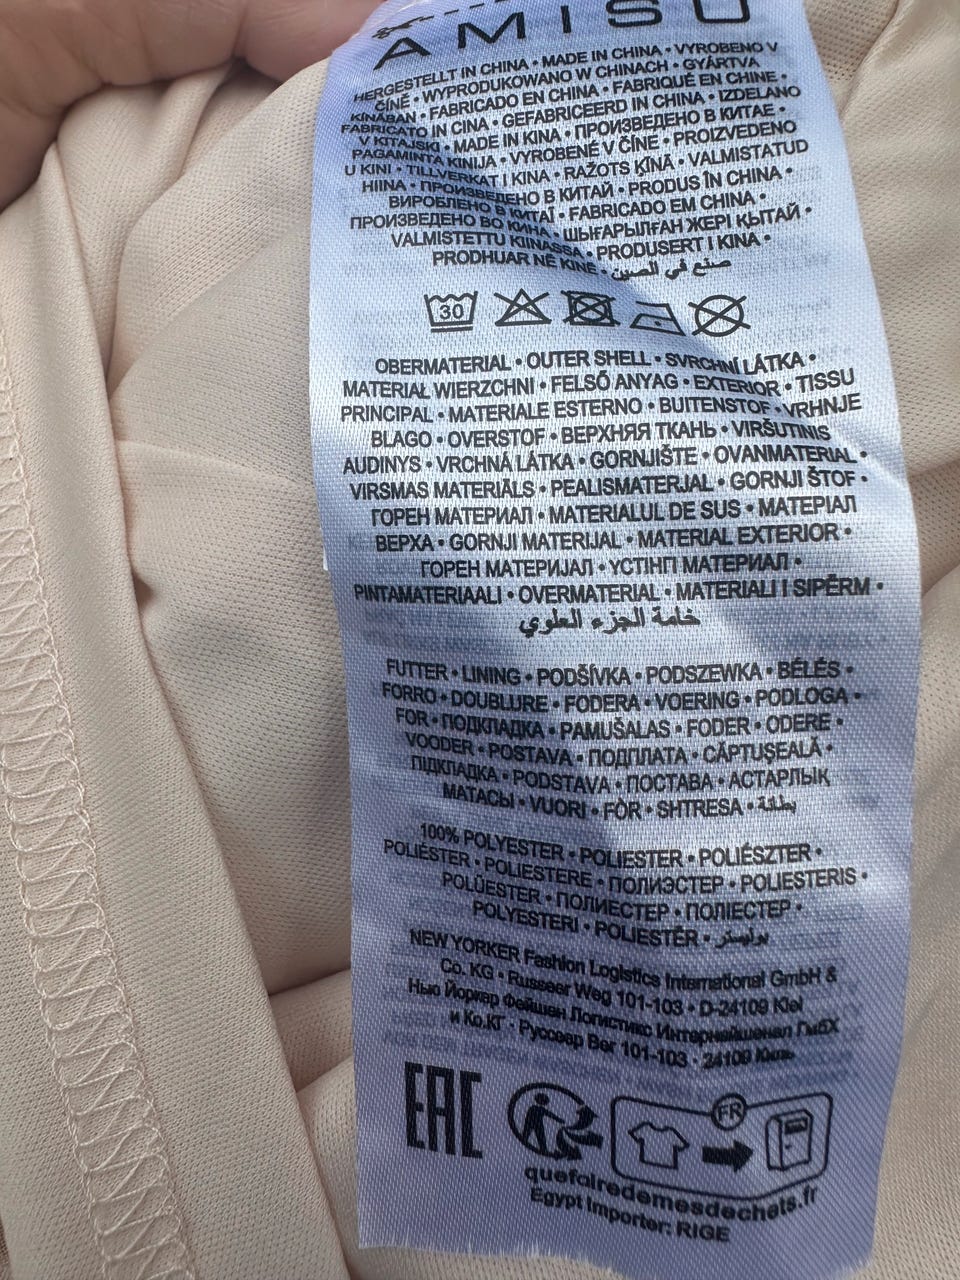 AMISU
HERGESTELLT IN CHINA • MADE IN CHINA • VYROBENO V
ČÍNĚ • WYPRODUKOWANO W CHINACH • GYÁRTVA
KÍNÁBAN • FABRICADO EN CHINA • FABRIQUÉ EN CHINE •
FABRICATO IN CINA • GEFABRICEERD IN CHINA • IZDELANO
V KITAJSKI • MADE IN KINA • ПРОИЗВЕДЕНО В КИТАЕ •
PAGAMINTA KINIJA • VYROBENÉ V ČÍNE • PROIZVEDENO
U KINI • TILLVERKAT I KINA • RAŽOTS ĶĪNĀ • VALMISTATUD
HIINA • ПРОИЗВЕДЕНО В КИТАЙ • PRODUS ÎN CHINA •
ВИРОБЛЕНО В КИТАЇ • FABRICADO EM CHINA •
ПРОИЗВЕДЕНО ВО КИНА • ШЫҒАРЫЛҒАН ЖЕРІ ҚЫТАЙ •
VALMISTETTU KIINASSA • PRODUSERT I KINA •
PRODHUAR NË KINË • صنع في الصين
30
OBERMATERIAL • OUTER SHELL • SVRCHNÍ LÁTKA •
MATERIAŁ WIERZCHNI • FELSŐ ANYAG • EXTERIOR • TISSU
PRINCIPAL • MATERIALE ESTERNO • BUITENSTOF • VRHNJE
BLAGO • OVERSTOF • ВЕРХНЯЯ ТКАНЬ • VIRŠUTINIS
AUDINYS • VRCHNÁ LÁTKA • GORNJIŠTE • OVANMATERIAL •
VIRSMAS MATERIĀLS • PEALISMATERJAL • GORNJI ŠTOF •
ГОРЕН МАТЕРИАЛ • MATERIALUL DE SUS • МАТЕРІАЛ
ВЕРХА • GORNJI MATERIJAL • MATERIAL EXTERIOR •
ГОРЕН МАТЕРИЈАЛ • ҮСТІҢГІ МАТЕРИАЛ •
PINTAMATERIAALI • OVERMATERIAL • MATERIALI I SIPËRM •
خامة الجزء العلوي
FUTTER • LINING • PODŠÍVKA • PODSZEWKA • BÉLÉS •
FORRO • DOUBLURE • FODERA • VOERING • PODLOGA •
FOR • ПОДКЛАДКА • PAMUŠALAS • FODER • ODERE •
VOODER • POSTAVA • ПОДПЛАТА • CĂPTUŞEALĂ •
ПІДКЛАДКА • PODSTAVA • ПОСТАВА • АСТАРЛЫҚ
МАТАСЫ • VUORI • FÔR • SHTRESA • بطانة
100% POLYESTER • POLIESTER • POLIÉSZTER •
POLIÉSTER • POLIESTERE • ПОЛИЭСТЕР • POLIESTERIS •
POLÜESTER • ПОЛИЕСТЕР • ПОЛІЕСТЕР •
POLYESTERI • POLIESTËR • بوليستر
NEW YORKER Fashion Logistics International GmbH &
Co. KG • Russeer Weg 101-103 • D-24109 Kiel
Нью Йоркер Фейшен Логистикс Интернейшенал ГмбХ
и Ко.КГ · Руссеер Вег 101-103 · 24109 Киль
EAC
FR
quefairedemesdechets.fr
Egypt Importer: RIGE